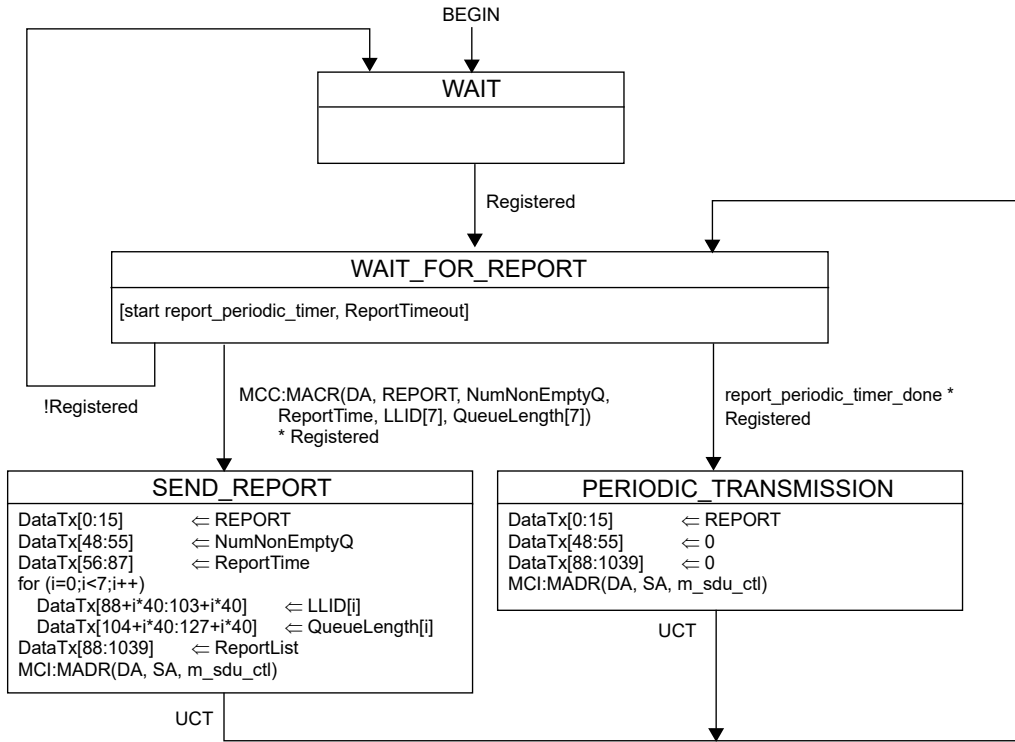 BEGIN
WAIT
Registered
WAIT_FOR_REPORT
[start report_periodic_timer, ReportTimeout]
!Registered
MCC:MACR(DA, REPORT, NumNonEmptyQ,
ReportTime, LLID[7], QueueLength[7])
* Registered
report_periodic_timer_done *
Registered
SEND_REPORT
DataTx[0:15] ⇐ REPORT
DataTx[48:55] ⇐ NumNonEmptyQ
DataTx[56:87] ⇐ ReportTime
for (i=0;i<7;i++)
DataTx[88+i*40:103+i*40] ⇐ LLID[i]
DataTx[104+i*40:127+i*40] ⇐ QueueLength[i]
DataTx[88:1039] ⇐ ReportList
MCI:MADR(DA, SA, m_sdu_ctl)
UCT
PERIODIC_TRANSMISSION
DataTx[0:15] ⇐ REPORT
DataTx[48:55] ⇐ 0
DataTx[88:1039] ⇐ 0
MCI:MADR(DA, SA, m_sdu_ctl)
UCT